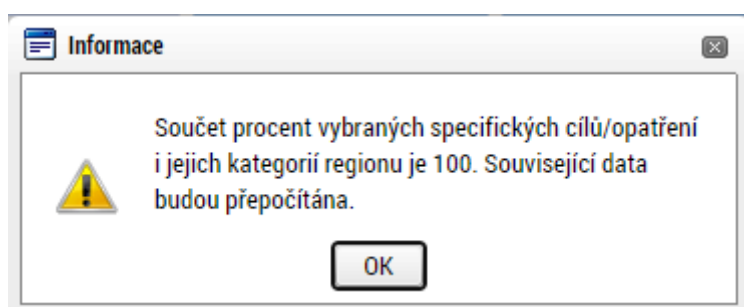 Informace
Součet procent vybraných specifických cílů/opatření
i jejich kategorií regionu je 100. Související data
budou přepočítána.
OK